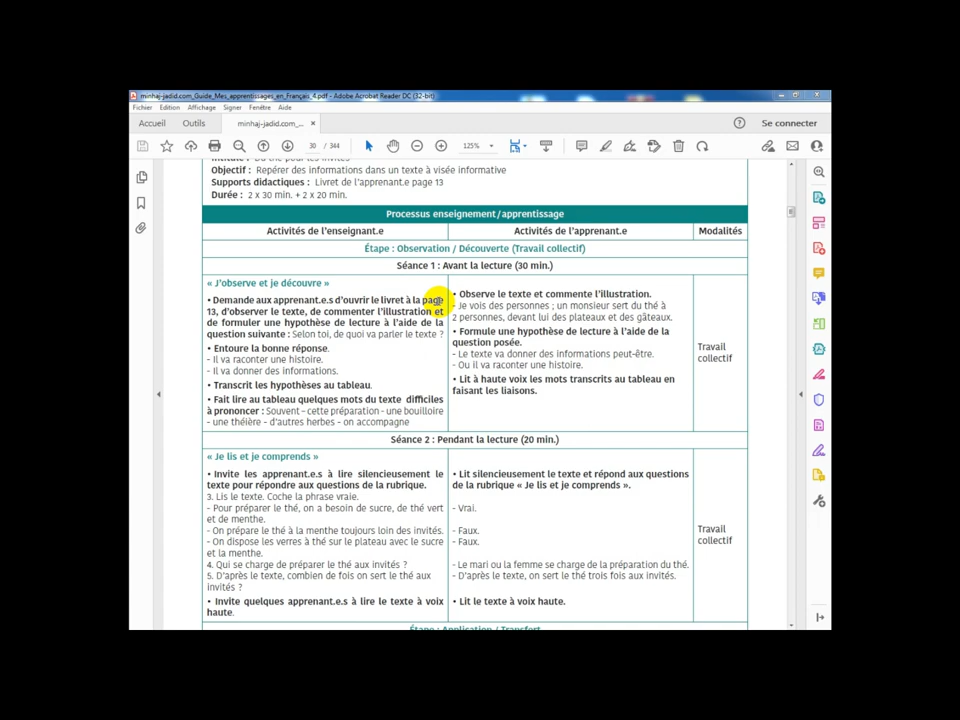 minhaj-jadid.com_Guide_Mes_apprentissages_en_Français_4.pdf - Adobe Acrobat Reader DC (32-bit)
Fichier Edition Affichage Signer Fenêtre Aide
Accueil Outils minhaj-jadid.com_... × Se connecter
30 / 344 125%
Intitulé : Du thé pour les invités
Objectif : Repérer des informations dans un texte à visée informative
Supports didactiques : Livret de l'apprenant.e page 13
Durée : 2 x 30 min. + 2 x 20 min.
Processus enseignement/apprentissage
Activités de l'enseignant.e Activités de l'apprenant.e Modalités
Étape : Observation / Découverte (Travail collectif)
Séance 1 : Avant la lecture (30 min.)
« J'observe et je découvre »
• Demande aux apprenant.e.s d'ouvrir le livret à la page
13, d'observer le texte, de commenter l'illustration et
de formuler une hypothèse de lecture à l'aide de la
question suivante : Selon toi, de quoi va parler le texte ?
• Entoure la bonne réponse.
- Il va raconter une histoire.
- Il va donner des informations.
• Transcrit les hypothèses au tableau.
• Fait lire au tableau quelques mots du texte difficiles
à prononcer : Souvent - cette préparation - une bouilloire
- une théière - d'autres herbes - on accompagne
• Observe le texte et commente l'illustration.
- Je vois des personnes ; un monsieur sert du thé à
2 personnes, devant lui des plateaux et des gâteaux.
• Formule une hypothèse de lecture à l'aide de la
question posée.
- Le texte va donner des informations peut-être.
- Ou il va raconter une histoire.
• Lit à haute voix les mots transcrits au tableau en
faisant les liaisons.
Travail
collectif
Séance 2 : Pendant la lecture (20 min.)
« Je lis et je comprends »
• Invite les apprenant.e.s à lire silencieusement le
texte pour répondre aux questions de la rubrique.
3. Lis le texte. Coche la phrase vraie.
- Pour préparer le thé, on a besoin de sucre, de thé vert
et de menthe.
- On prépare le thé à la menthe toujours loin des invités.
- On dispose les verres à thé sur le plateau avec le sucre
et la menthe.
4. Qui se charge de préparer le thé aux invités ?
5. D'après le texte, combien de fois on sert le thé aux
invités ?
• Invite quelques apprenant.e.s à lire le texte à voix
haute.
• Lit silencieusement le texte et répond aux questions
de la rubrique « Je lis et je comprends ».
- Vrai.
- Faux.
- Faux.
- Le mari ou la femme se charge de la préparation du thé.
- D'après le texte, on sert le thé trois fois aux invités.
• Lit le texte à voix haute.
Travail
collectif
Étape : Application / Transfert